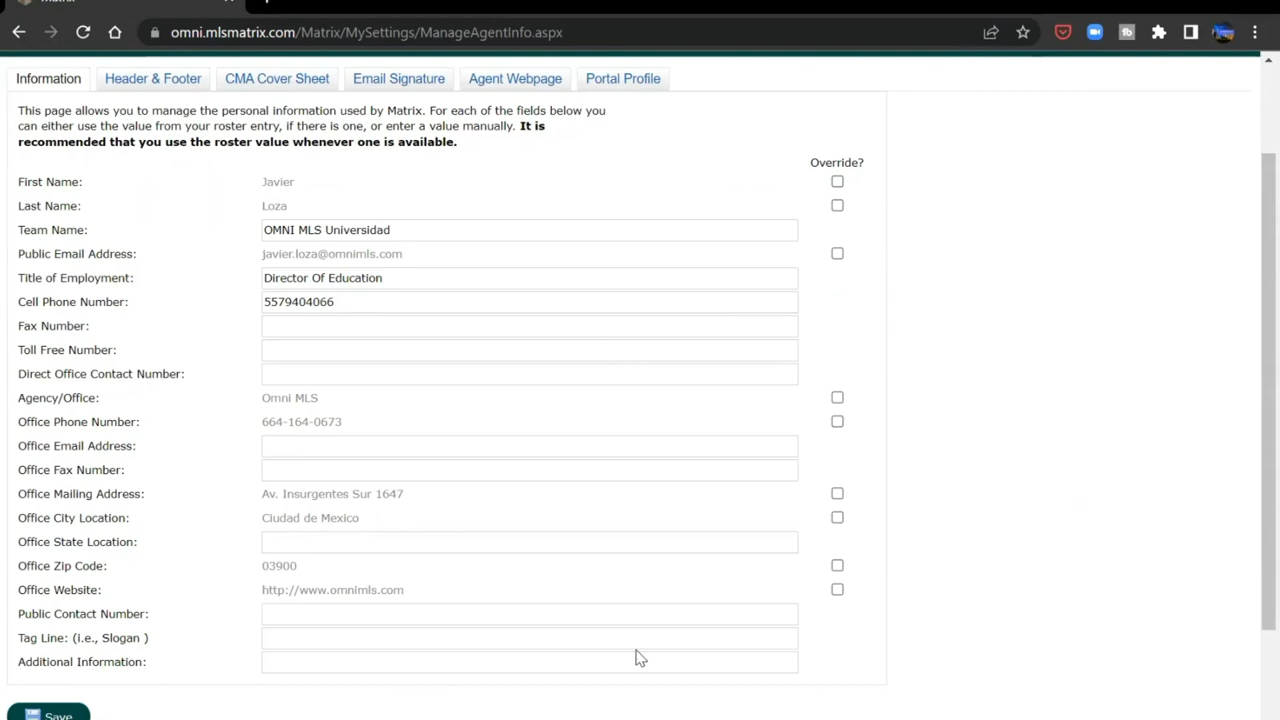 omni.mlsmatrix.com/Matrix/MySettings/ManageAgentInfo.aspx
Information Header & Footer CMA Cover Sheet Email Signature Agent Webpage Portal Profile
This page allows you to manage the personal information used by Matrix. For each of the fields below you
can either use the value from your roster entry, if there is one, or enter a value manually. It is
recommended that you use the roster value whenever one is available.
Override?
First Name: Javier
Last Name: Loza
Team Name: OMNI MLS Universidad
Public Email Address: javier.loza@omnimls.com
Title of Employment: Director Of Education
Cell Phone Number: 5579404066
Fax Number:
Toll Free Number:
Direct Office Contact Number:
Agency/Office: Omni MLS
Office Phone Number: 664-164-0673
Office Email Address:
Office Fax Number:
Office Mailing Address: Av. Insurgentes Sur 1647
Office City Location: Ciudad de Mexico
Office State Location:
Office Zip Code: 03900
Office Website: http://www.omnimls.com
Public Contact Number:
Tag Line: (i.e., Slogan )
Additional Information:
Save